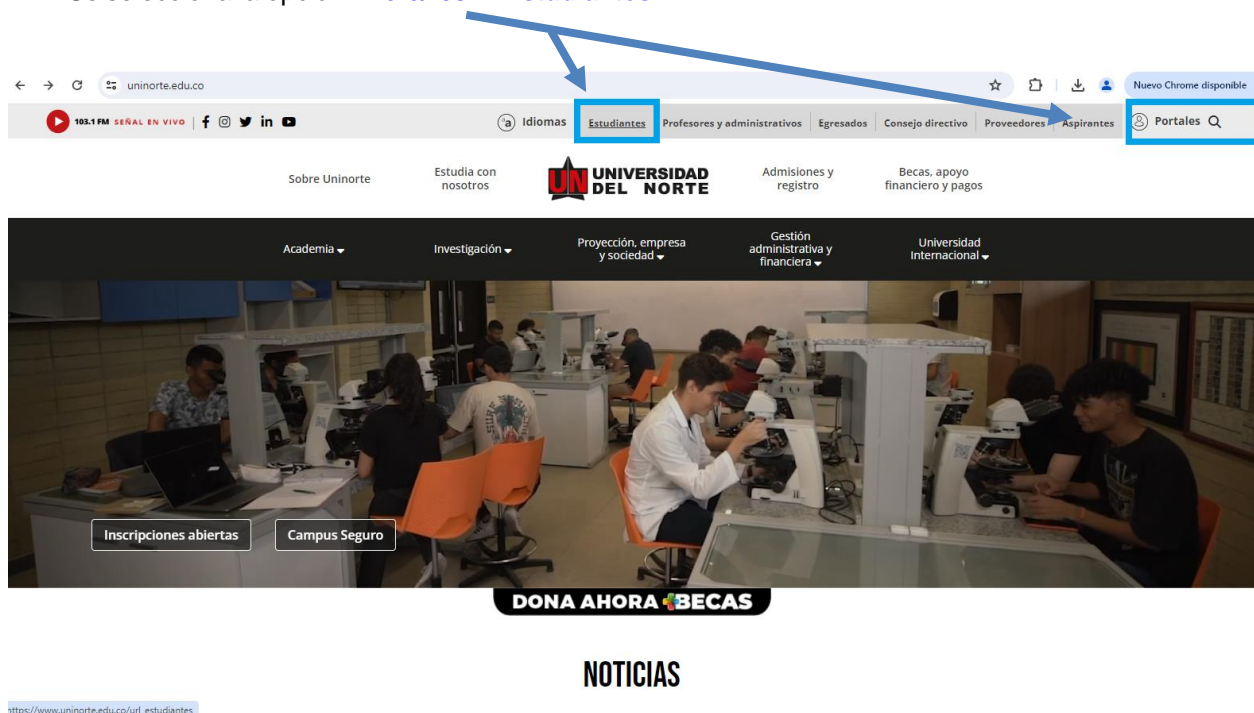 uninorte.edu.co
Nuevo Chrome disponible
103.1 FM SEÑAL EN VIVO
Idiomas
Estudiantes
Profesores y administrativos
Egresados
Consejo directivo
Proveedores
Aspirantes
Portales
Sobre Uninorte
Estudia con
nosotros
UN UNIVERSIDAD
DEL NORTE
Admisiones y
registro
Becas, apoyo
financiero y pagos
Academia
Investigación
Proyección, empresa
y sociedad
Gestión
administrativa y
financiera
Universidad
Internacional
Inscripciones abiertas
Campus Seguro
DONA AHORA +BECAS
NOTICIAS
https://www.uninorte.edu.co/url_estudiantes